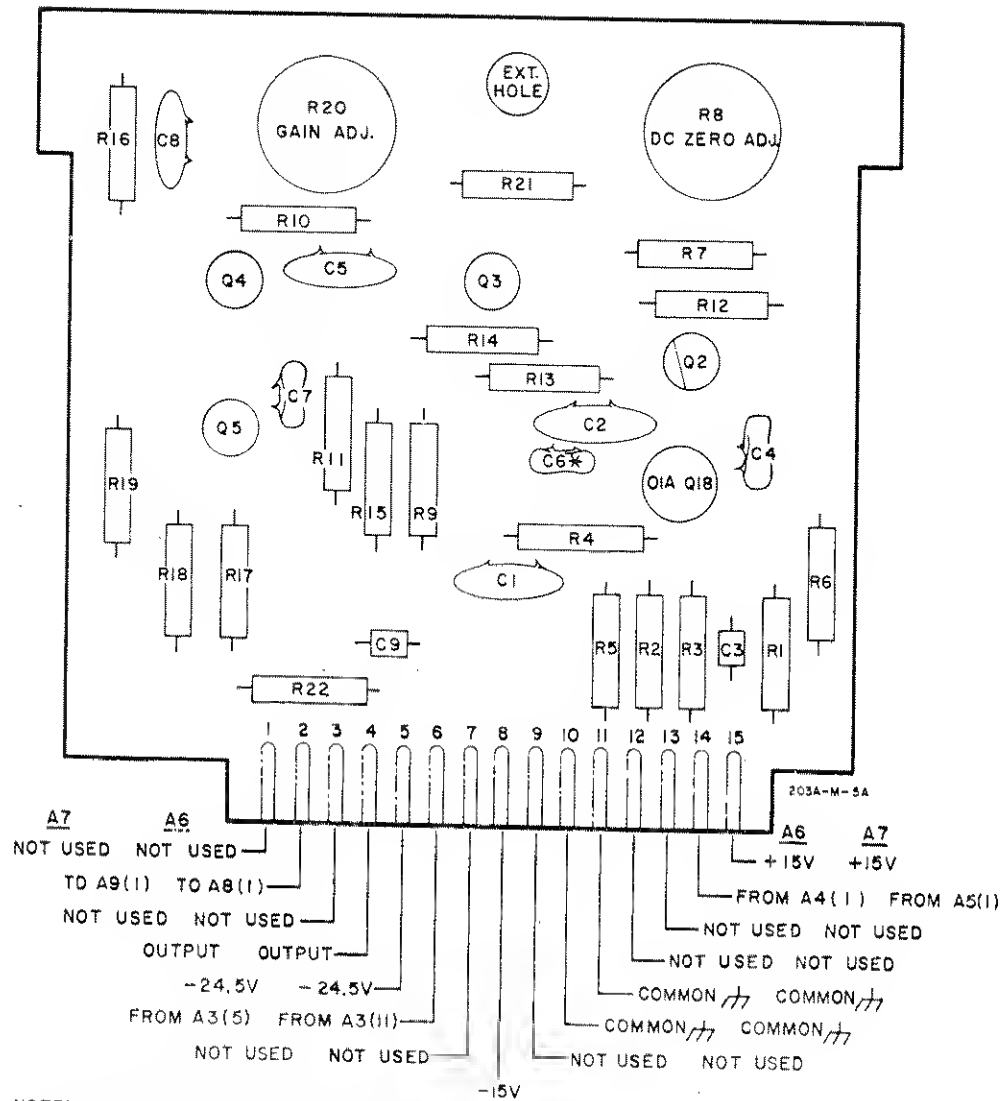 EXT.
HOLE
R20
GAIN ADJ.
R8
DC ZERO ADJ.
R16
C8
R21
R10
R7
C5
Q4
Q3
R12
R14
Q2
R13
C7
C2
Q5
R11
C6*
C4
R19
Q1A Q1B
R15
R9
R4
R18
R17
C1
R6
R5
R2
R3
C3
R1
C9
R22
1 2 3 4 5 6 7 8 9 10 11 12 13 14 15
203A-M-5A
A7 A6
A6 A7
NOT USED NOT USED
+15V +15V
TO A9(1) TO A8(1)
FROM A4(1) FROM A5(1)
NOT USED NOT USED
NOT USED NOT USED
OUTPUT OUTPUT
NOT USED NOT USED
-24.5V -24.5V
COMMON COMMON
FROM A3(5) FROM A3(11)
COMMON COMMON
NOT USED NOT USED
NOT USED NOT USED
-15V